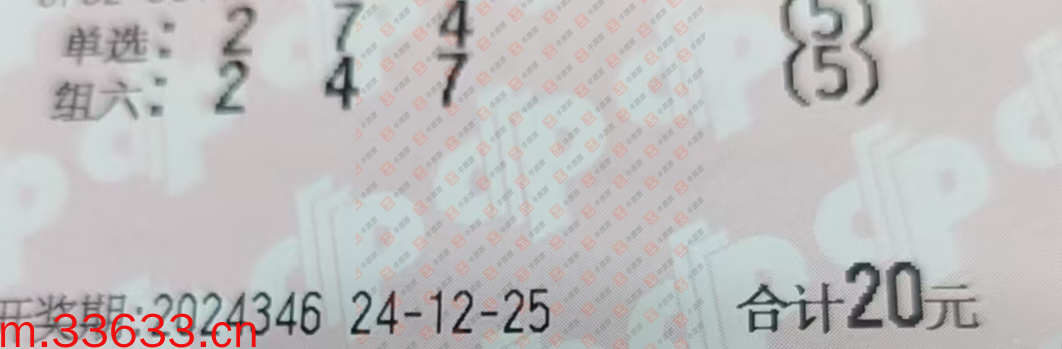 单选: 2 7 4 (5)
组六: 2 4 7 (5)
开奖期:2024346 24-12-25 合计20元
m.33633.cn